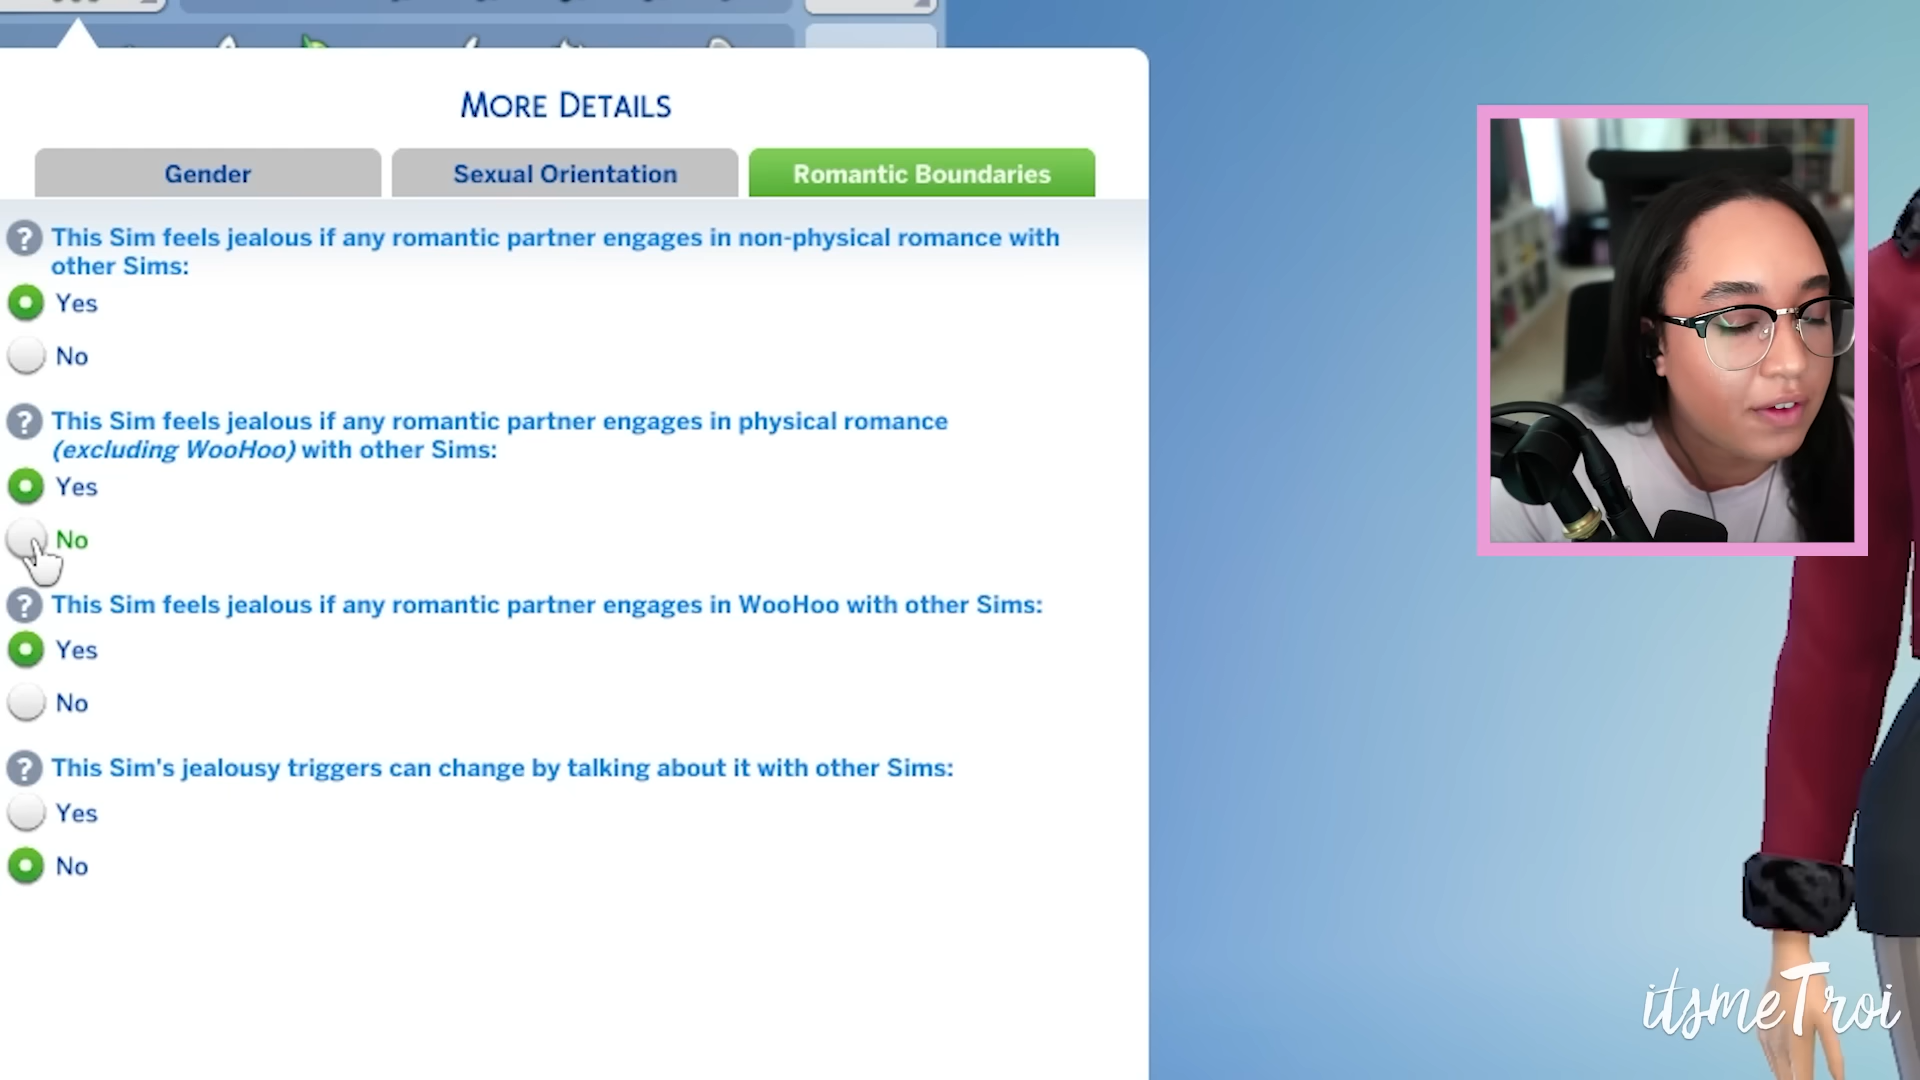 More Details
Gender
Sexual Orientation
Romantic Boundaries
? This Sim feels jealous if any romantic partner engages in non-physical romance with
other Sims:
Yes
No
? This Sim feels jealous if any romantic partner engages in physical romance
(excluding WooHoo) with other Sims:
Yes
No
? This Sim feels jealous if any romantic partner engages in WooHoo with other Sims:
Yes
No
? This Sim's jealousy triggers can change by talking about it with other Sims:
Yes
No
itsmeTroi